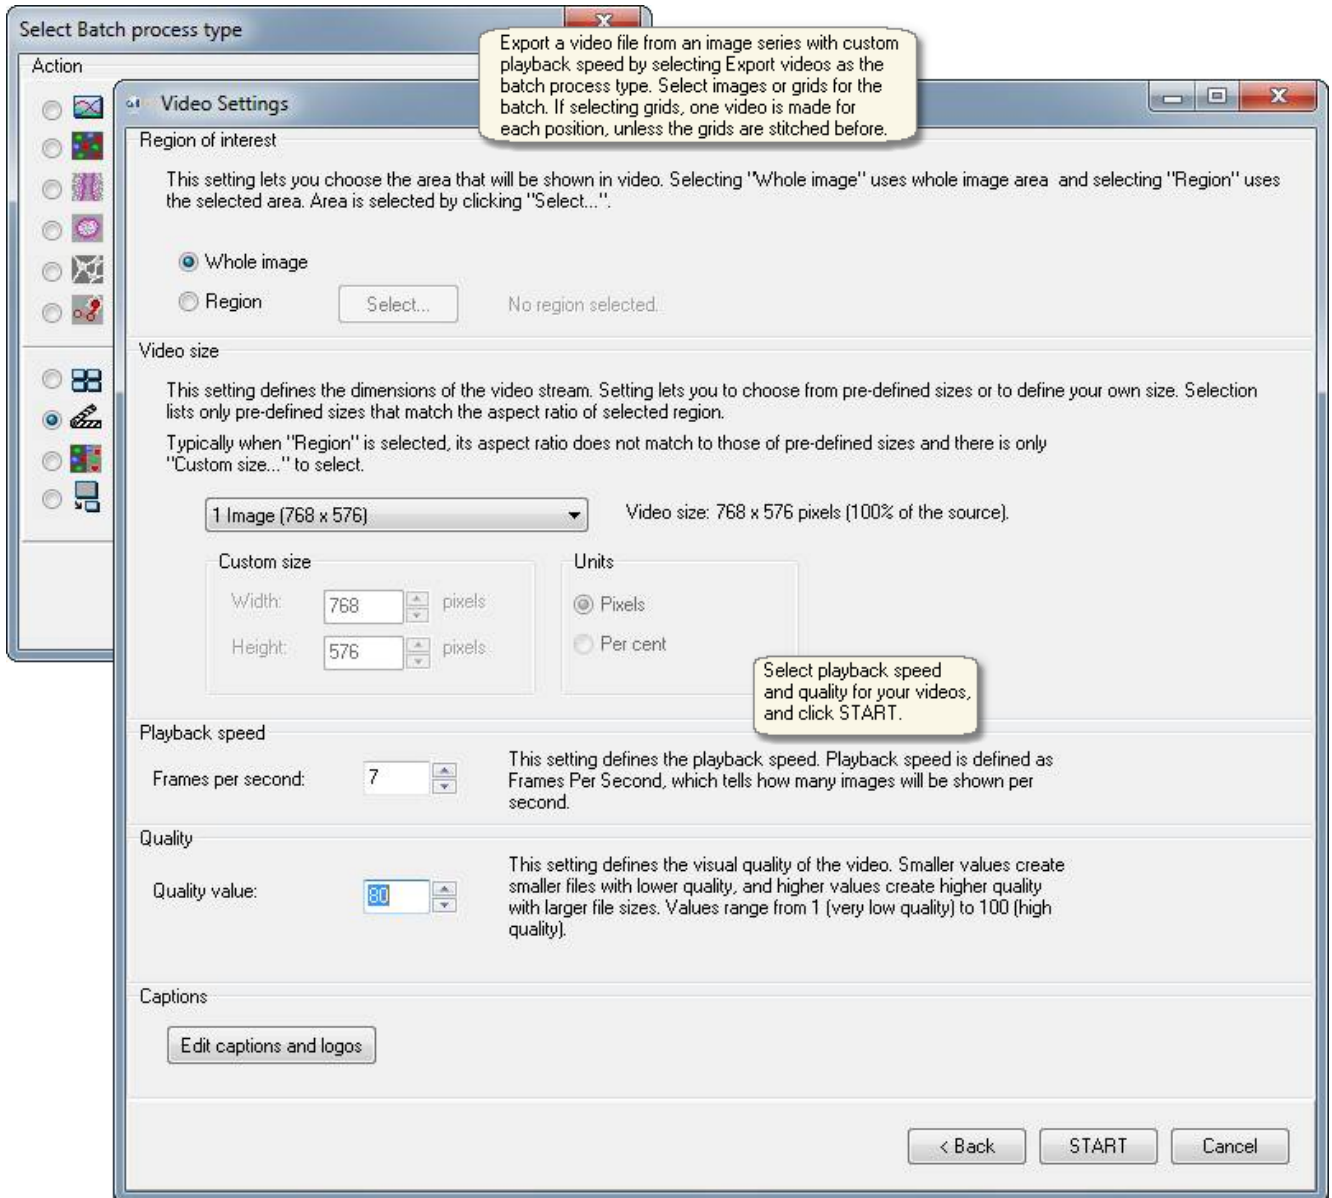 Select Batch process type
Action
Export a video file from an image series with custom
playback speed by selecting Export videos as the
batch process type. Select images or grids for the
batch. If selecting grids, one video is made for
each position, unless the grids are stitched before.
Video Settings
Region of interest
This setting lets you choose the area that will be shown in video. Selecting "Whole image" uses whole image area and selecting "Region" uses
the selected area. Area is selected by clicking "Select...".
Whole image
Region
Select...
No region selected.
Video size
This setting defines the dimensions of the video stream. Setting lets you to choose from pre-defined sizes or to define your own size. Selection
lists only pre-defined sizes that match the aspect ratio of selected region.
Typically when "Region" is selected, its aspect ratio does not match to those of pre-defined sizes and there is only
"Custom size..." to select.
1 Image (768 x 576)
Video size: 768 x 576 pixels (100% of the source).
Custom size
Width:
768
pixels
Height:
576
pixels
Units
Pixels
Per cent
Select playback speed
and quality for your videos,
and click START.
Playback speed
Frames per second:
7
This setting defines the playback speed. Playback speed is defined as
Frames Per Second, which tells how many images will be shown per
second.
Quality
Quality value:
80
This setting defines the visual quality of the video. Smaller values create
smaller files with lower quality, and higher values create higher quality
with larger file sizes. Values range from 1 (very low quality) to 100 (high
quality).
Captions
Edit captions and logos
< Back
START
Cancel